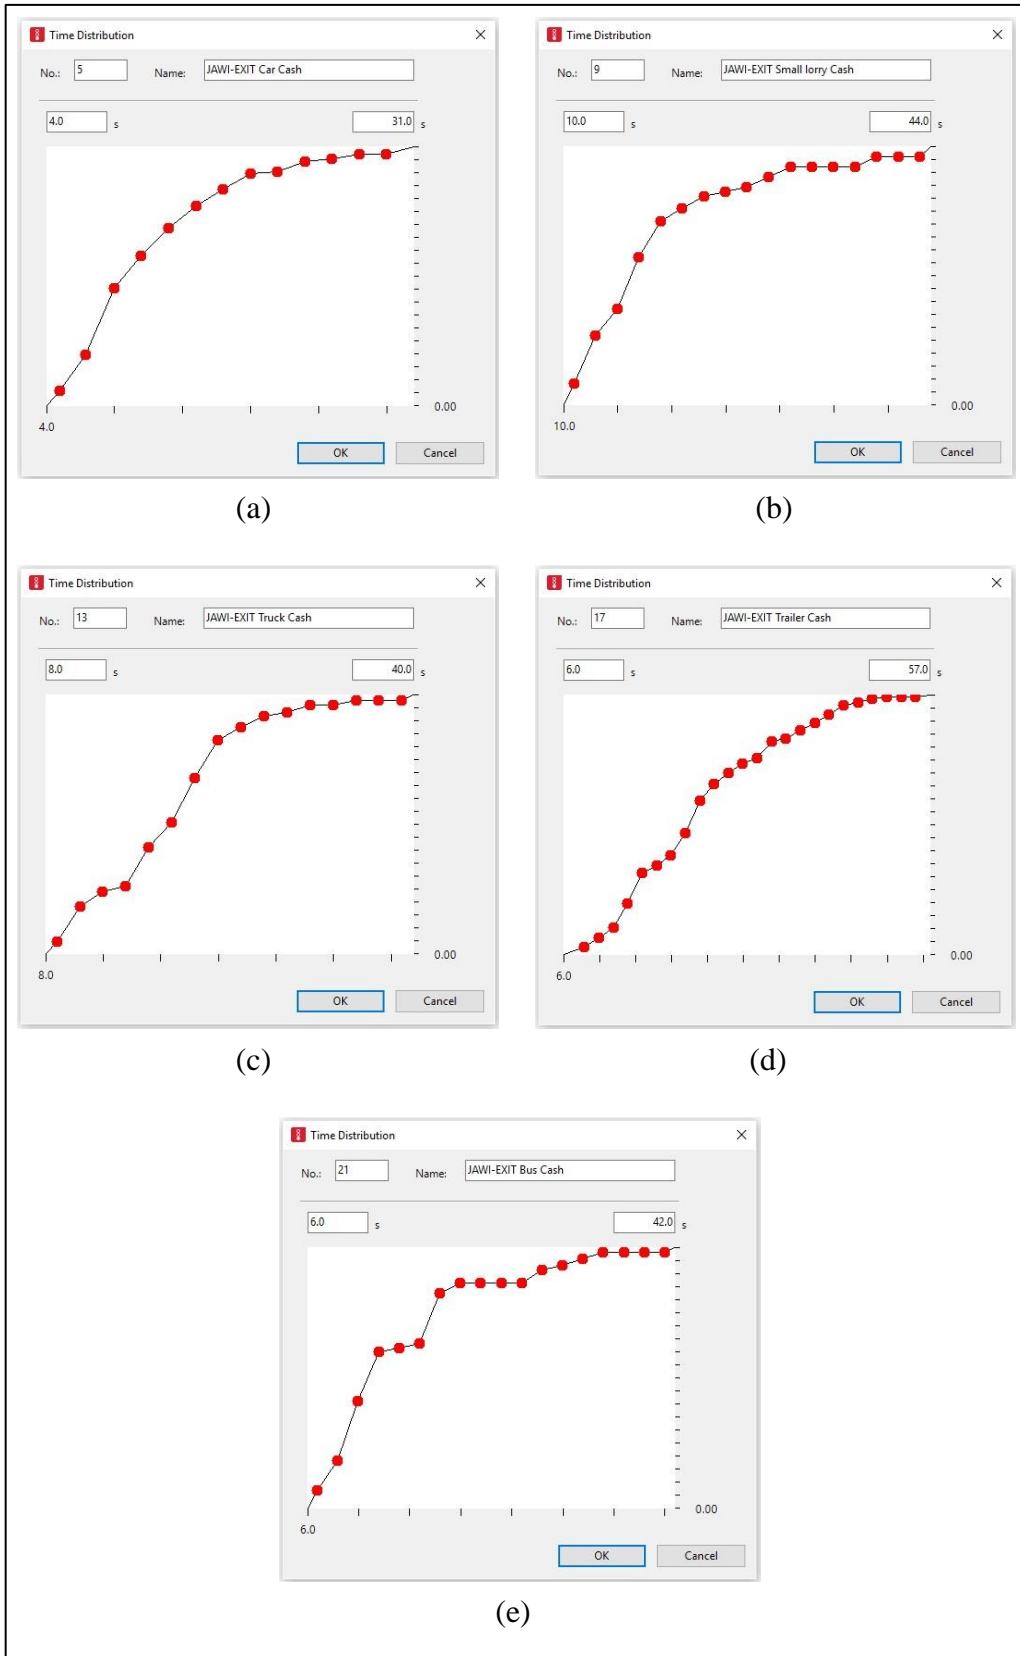 Time Distribution
No.: 5 Name: JAWI-EXIT Car Cash
4.0 s 31.0 s
0.00
4.0
OK Cancel
(a)
Time Distribution
No.: 9 Name: JAWI-EXIT Small lorry Cash
10.0 s 44.0 s
0.00
10.0
OK Cancel
(b)
Time Distribution
No.: 13 Name: JAWI-EXIT Truck Cash
8.0 s 40.0 s
0.00
8.0
OK Cancel
(c)
Time Distribution
No.: 17 Name: JAWI-EXIT Trailer Cash
6.0 s 57.0 s
0.00
6.0
OK Cancel
(d)
Time Distribution
No.: 21 Name: JAWI-EXIT Bus Cash
6.0 s 42.0 s
0.00
6.0
OK Cancel
(e)